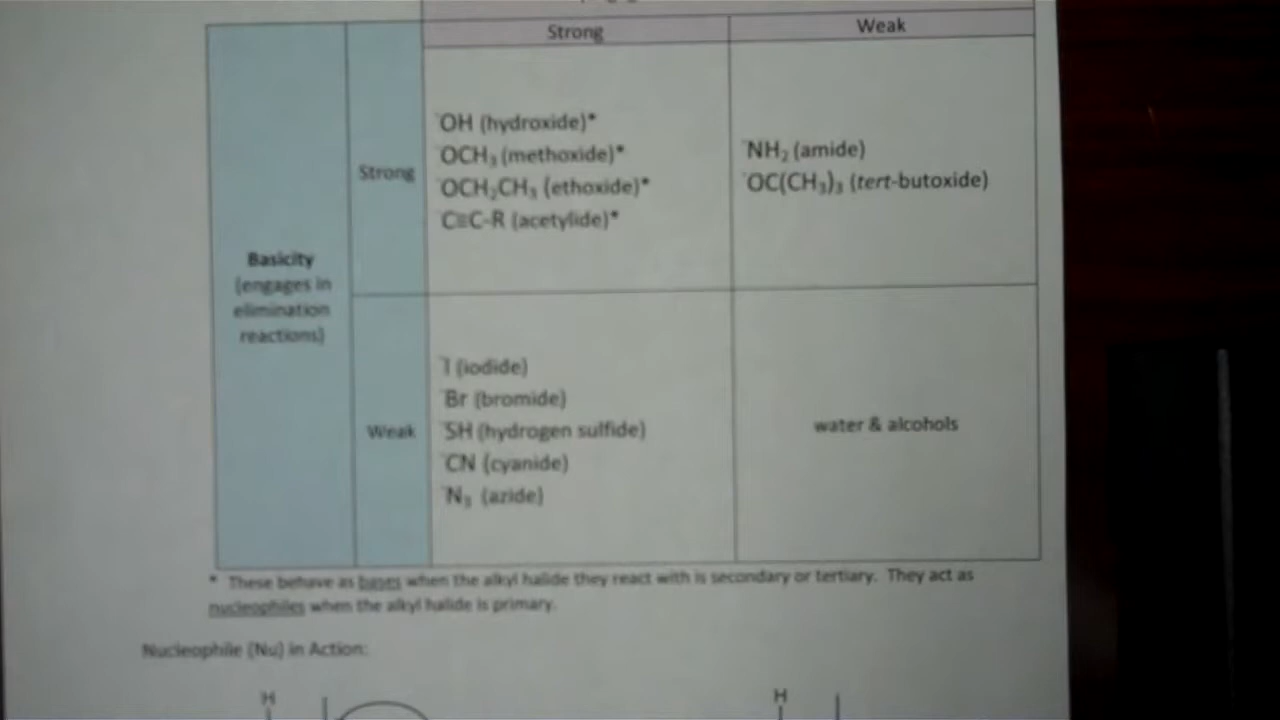 Strong
Weak
Basicity
(engages in
elimination
reactions)
Strong
⁻OH (hydroxide)*
⁻OCH₃ (methoxide)*
⁻OCH₂CH₃ (ethoxide)*
⁻C≡C-R (acetylide)*
⁻NH₂ (amide)
⁻OC(CH₃)₃ (tert-butoxide)
Weak
⁻I (iodide)
⁻Br (bromide)
⁻SH (hydrogen sulfide)
⁻CN (cyanide)
⁻N₃ (azide)
water & alcohols
* These behave as bases when the alkyl halide they react with is secondary or tertiary. They act as
nucleophiles when the alkyl halide is primary.
Nucleophile (Nu) in Action:
H
H